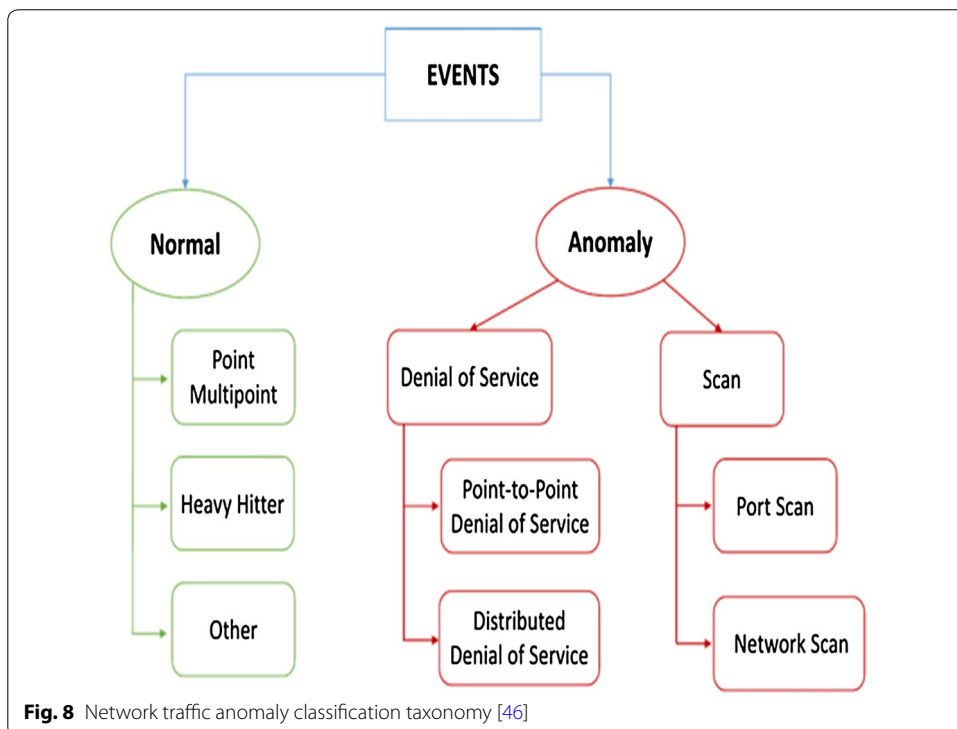 EVENTS
Normal
Anomaly
Point
Multipoint
Heavy Hitter
Other
Denial of Service
Point-to-Point
Denial of Service
Distributed
Denial of Service
Scan
Port Scan
Network Scan
Fig. 8 Network traffic anomaly classification taxonomy [46]